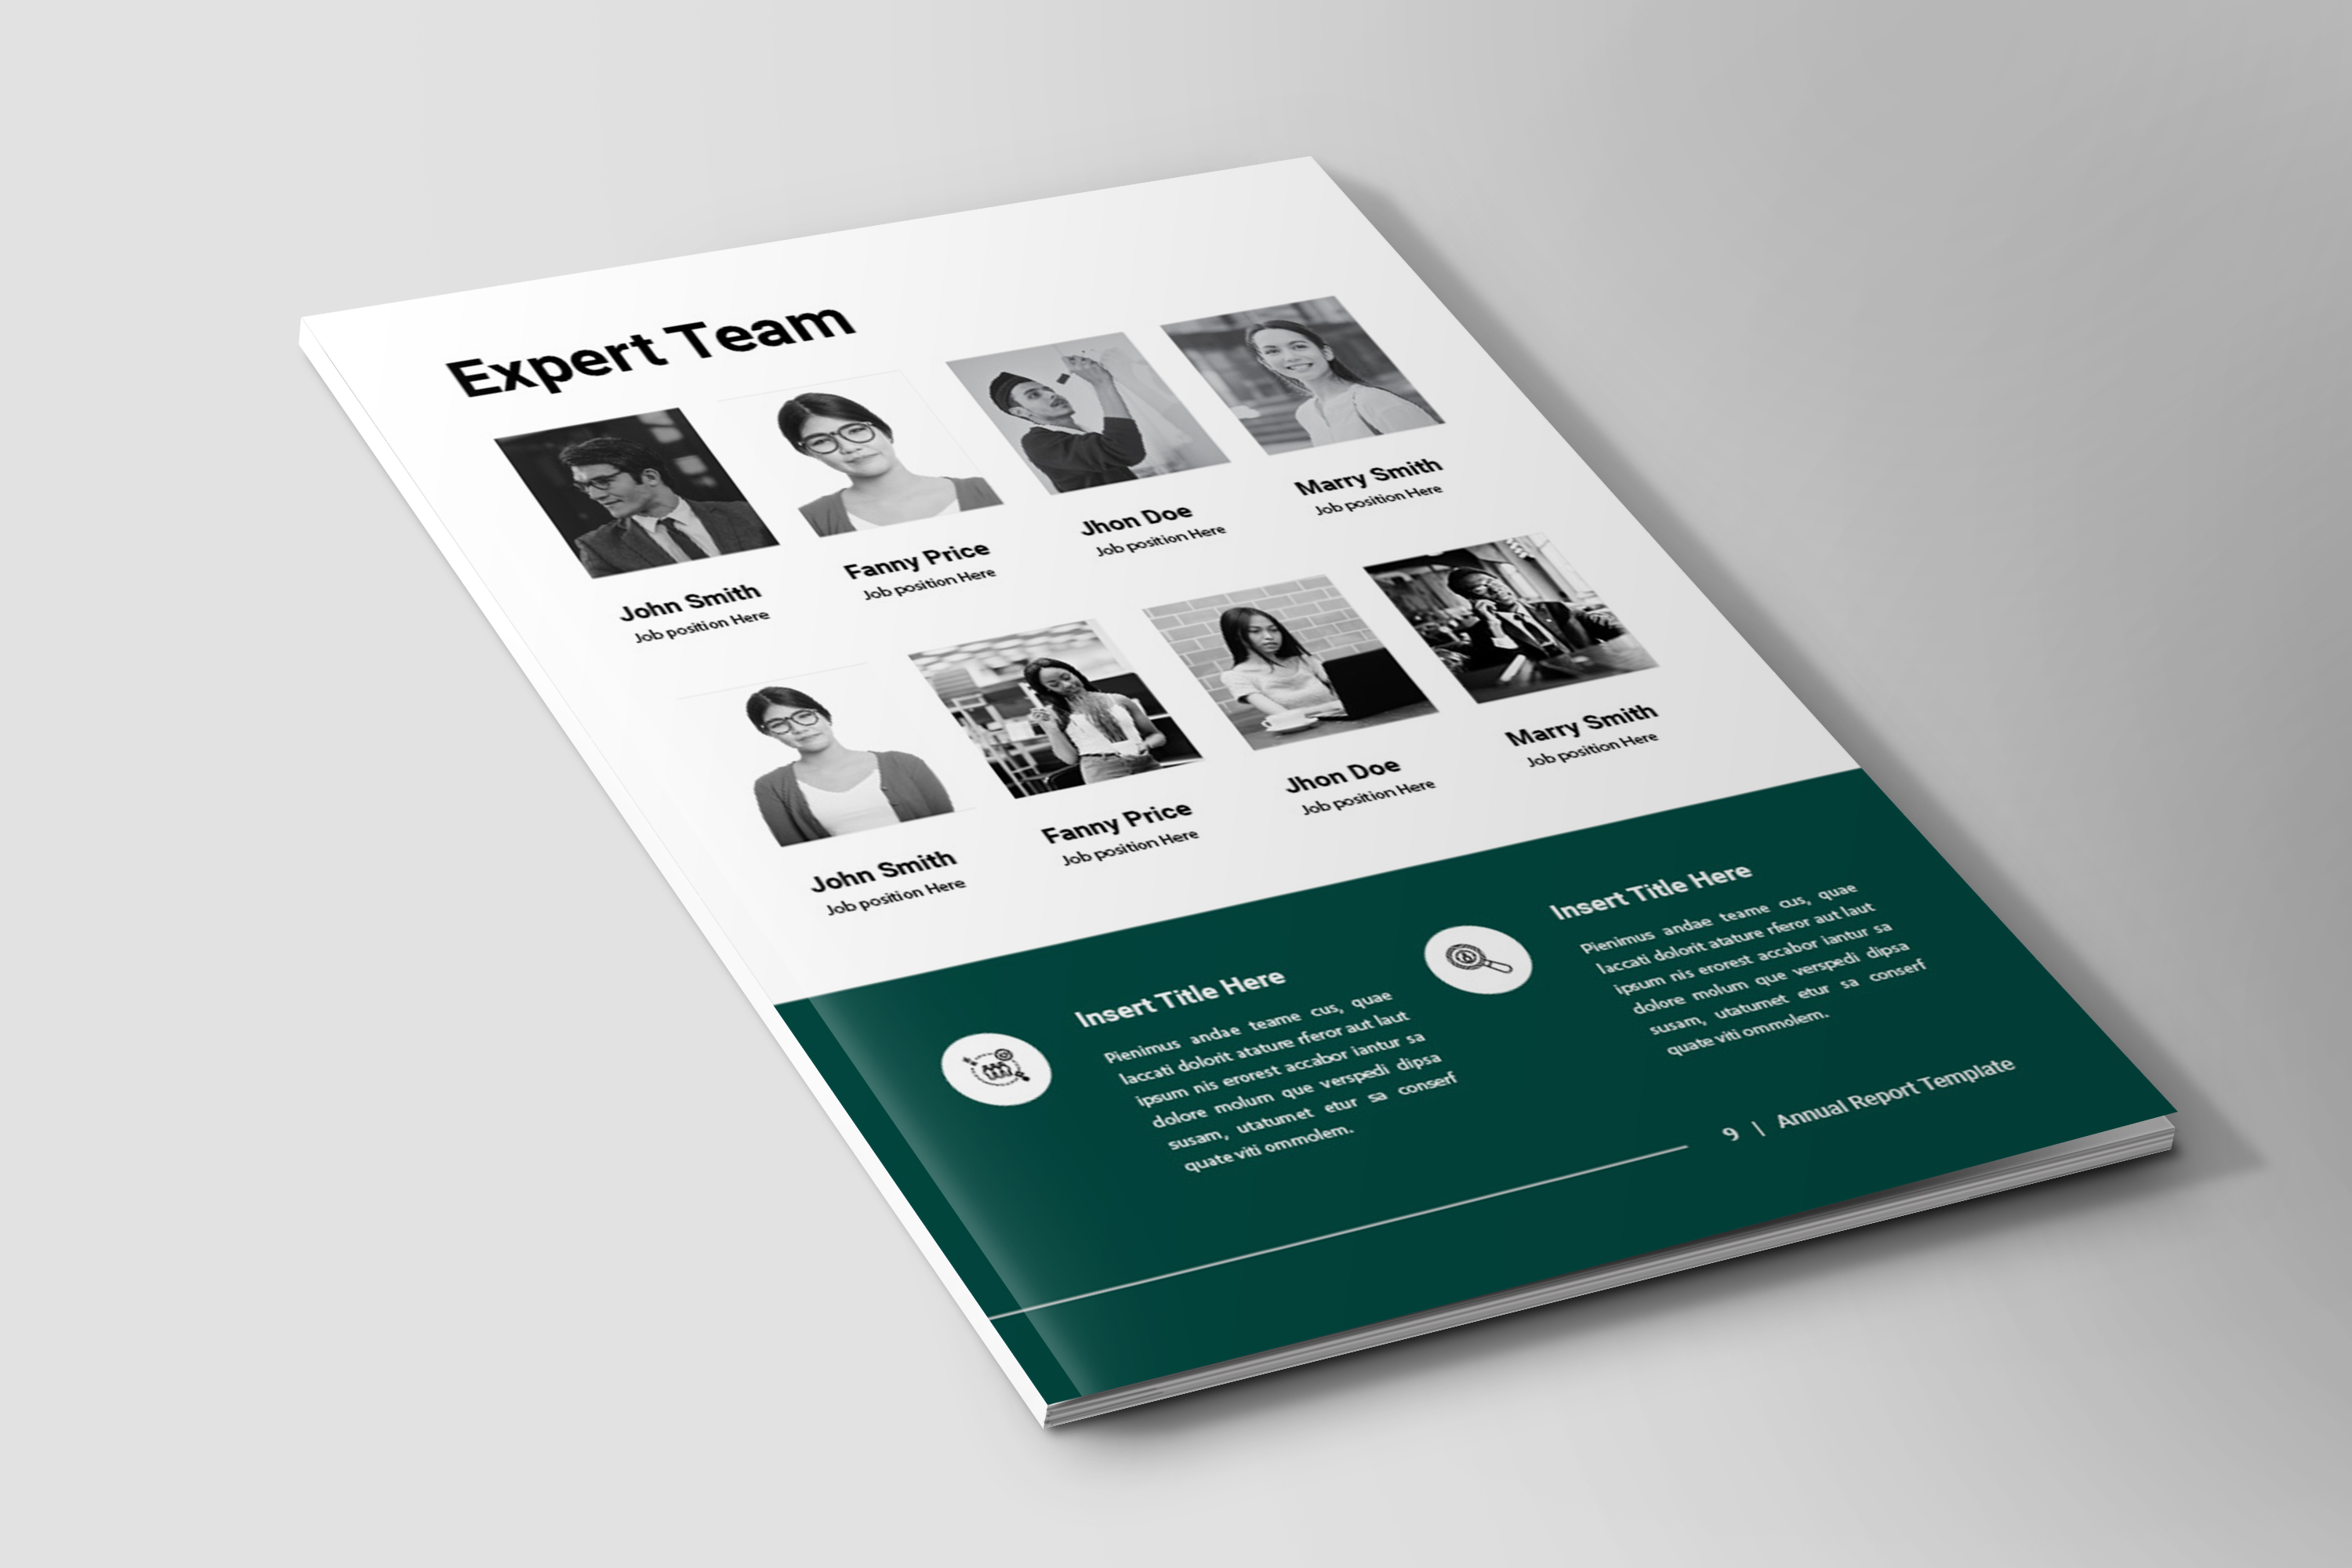 Expert Team
John Smith
Job position Here
Fanny Price
Job position Here
Jhon Doe
Job position Here
Marry Smith
Job position Here
John Smith
Job position Here
Fanny Price
Job position Here
Jhon Doe
Job position Here
Marry Smith
Job position Here
Insert Title Here
Pienimus andae teame cus, quae
laccati dolorit atature rferor aut laut
ipsum nis erorest accabor iantur sa
dolore molum que verspedi dipsa
susam, utatumet etur sa conserf
quate viti ommolem.
Insert Title Here
Pienimus andae teame cus, quae
laccati dolorit atature rferor aut laut
ipsum nis erorest accabor iantur sa
dolore molum que verspedi dipsa
susam, utatumet etur sa conserf
quate viti ommolem.
9 | Annual Report Template